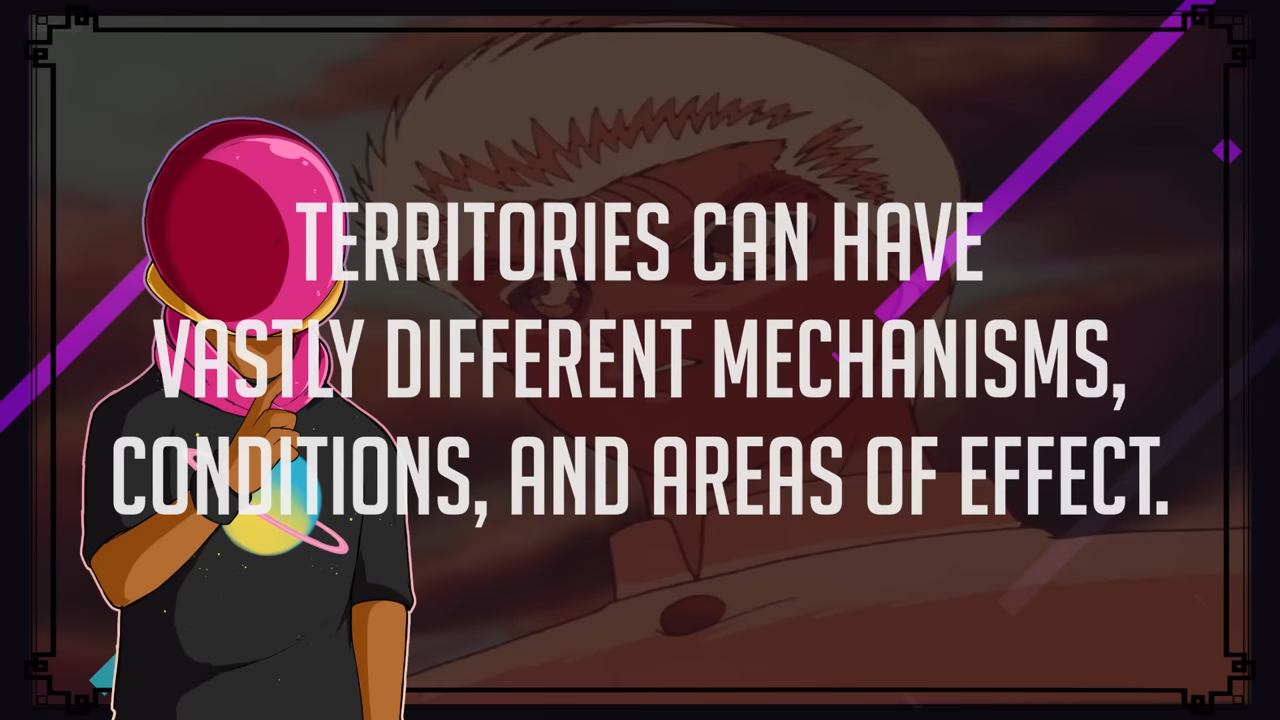 TERRITORIES CAN HAVE
VASTLY DIFFERENT MECHANISMS,
CONDITIONS, AND AREAS OF EFFECT.